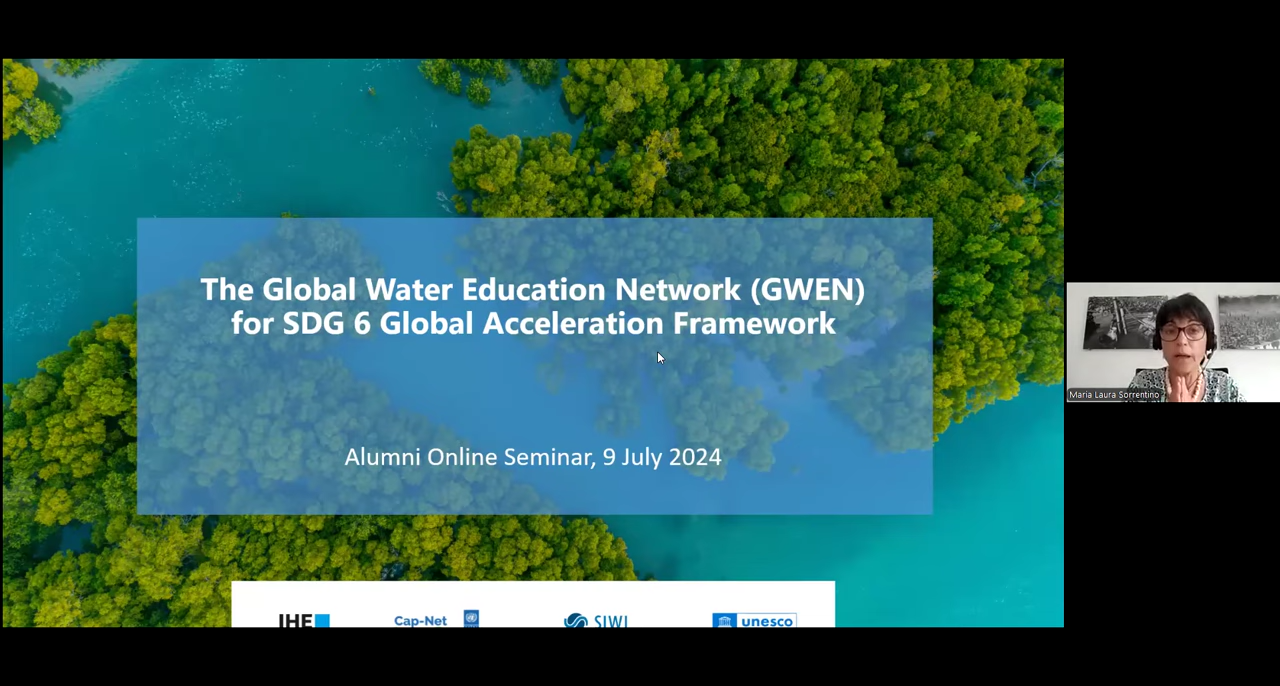 The Global Water Education Network (GWEN)
for SDG 6 Global Acceleration Framework
Alumni Online Seminar, 9 July 2024
IHE
Cap-Net
SIWI
unesco
Maria Laura Sorrentino